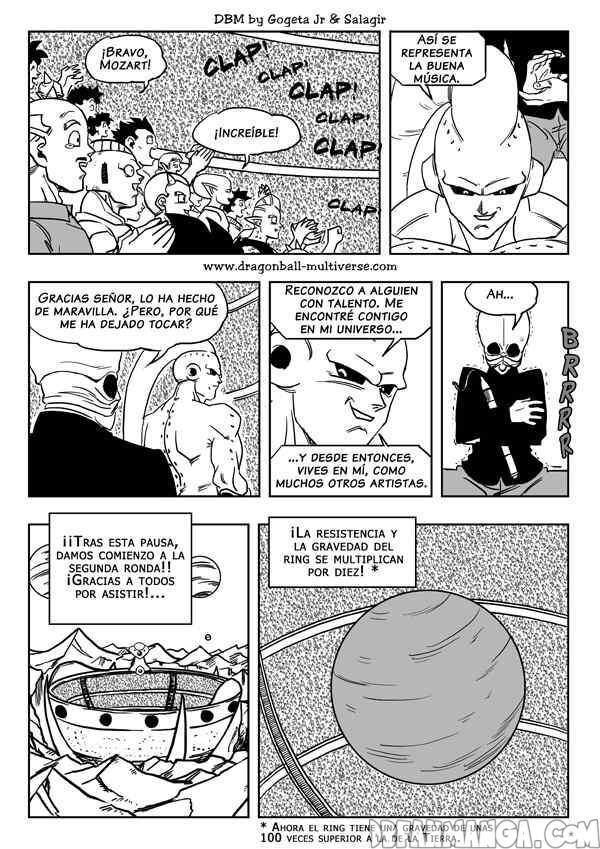 DBM by Gogeta Jr & Salagir
¡Bravo,
Mozart!
Clap!
Clap!
Clap!
Clap!
Clap!
Clap!
¡Increíble!
Así se
representa
la buena
música.
www.dragonball-multiverse.com
Gracias señor, lo ha hecho
de maravilla. ¿Pero, por qué
me ha dejado tocar?
Reconozco a alguien
con talento. Me
encontré contigo
en mi universo...
...y desde entonces,
vives en mí, como
muchos otros artistas.
Ah...
BRRRRR
¡¡Tras esta pausa,
damos comienzo a la
segunda ronda!!
¡Gracias a todos
por asistir!...
¡La resistencia y
la gravedad del
ring se multiplican
por diez! *
* Ahora el ring tiene una gravedad de unas
100 veces superior a la de la Tierra.